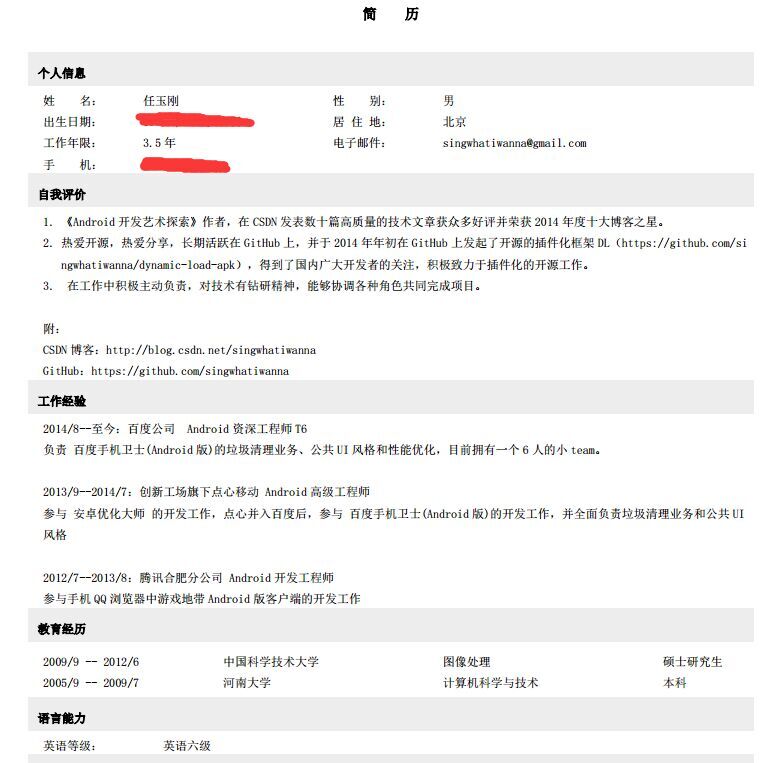 简 历
个人信息
姓 名： 任玉刚 性 别： 男
出生日期： 居 住 地： 北京
工作年限： 3.5 年 电子邮件： singwhatiwanna@gmail.com
手 机：
自我评价
1. 《Android 开发艺术探索》作者，在 CSDN 发表数十篇高质量的技术文章获众多好评并荣获 2014 年度十大博客之星。
2. 热爱开源，热爱分享，长期活跃在 GitHub 上，并于 2014 年年初在 GitHub 上发起了开源的插件化框架 DL（https://github.com/si
ngwhatiwanna/dynamic-load-apk），得到了国内广大开发者的关注，积极致力于插件化的开源工作。
3. 在工作中积极主动负责，对技术有钻研精神，能够协调各种角色共同完成项目。
附：
CSDN 博客：http://blog.csdn.net/singwhatiwanna
GitHub：https://github.com/singwhatiwanna
工作经验
2014/8--至今：百度公司 Android 资深工程师 T6
负责 百度手机卫士(Android 版)的垃圾清理业务、公共 UI 风格和性能优化，目前拥有一个 6 人的小 team。
2013/9--2014/7：创新工场旗下点心移动 Android 高级工程师
参与 安卓优化大师 的开发工作，点心并入百度后，参与 百度手机卫士(Android 版)的开发工作，并全面负责垃圾清理业务和公共 UI
风格
2012/7--2013/8：腾讯合肥分公司 Android 开发工程师
参与手机 QQ 浏览器中游戏地带 Android 版客户端的开发工作
教育经历
2009/9 -- 2012/6 中国科学技术大学 图像处理 硕士研究生
2005/9 -- 2009/7 河南大学 计算机科学与技术 本科
语言能力
英语等级： 英语六级